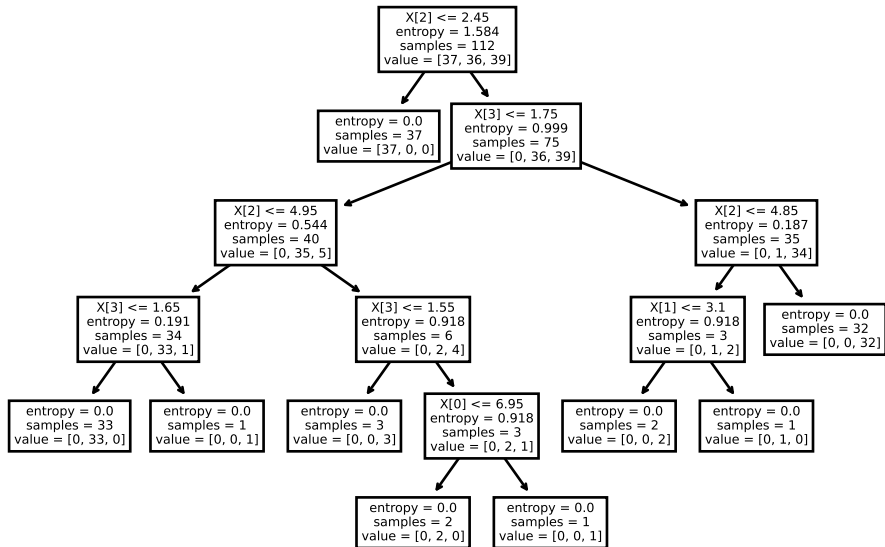 X[2] <= 2.45
entropy = 1.584
samples = 112
value = [37, 36, 39]
entropy = 0.0
samples = 37
value = [37, 0, 0]
X[3] <= 1.75
entropy = 0.999
samples = 75
value = [0, 36, 39]
X[2] <= 4.95
entropy = 0.544
samples = 40
value = [0, 35, 5]
X[2] <= 4.85
entropy = 0.187
samples = 35
value = [0, 1, 34]
X[3] <= 1.65
entropy = 0.191
samples = 34
value = [0, 33, 1]
X[3] <= 1.55
entropy = 0.918
samples = 6
value = [0, 2, 4]
X[1] <= 3.1
entropy = 0.918
samples = 3
value = [0, 1, 2]
entropy = 0.0
samples = 32
value = [0, 0, 32]
entropy = 0.0
samples = 33
value = [0, 33, 0]
entropy = 0.0
samples = 1
value = [0, 0, 1]
entropy = 0.0
samples = 3
value = [0, 0, 3]
X[0] <= 6.95
entropy = 0.918
samples = 3
value = [0, 2, 1]
entropy = 0.0
samples = 2
value = [0, 0, 2]
entropy = 0.0
samples = 1
value = [0, 1, 0]
entropy = 0.0
samples = 2
value = [0, 2, 0]
entropy = 0.0
samples = 1
value = [0, 0, 1]